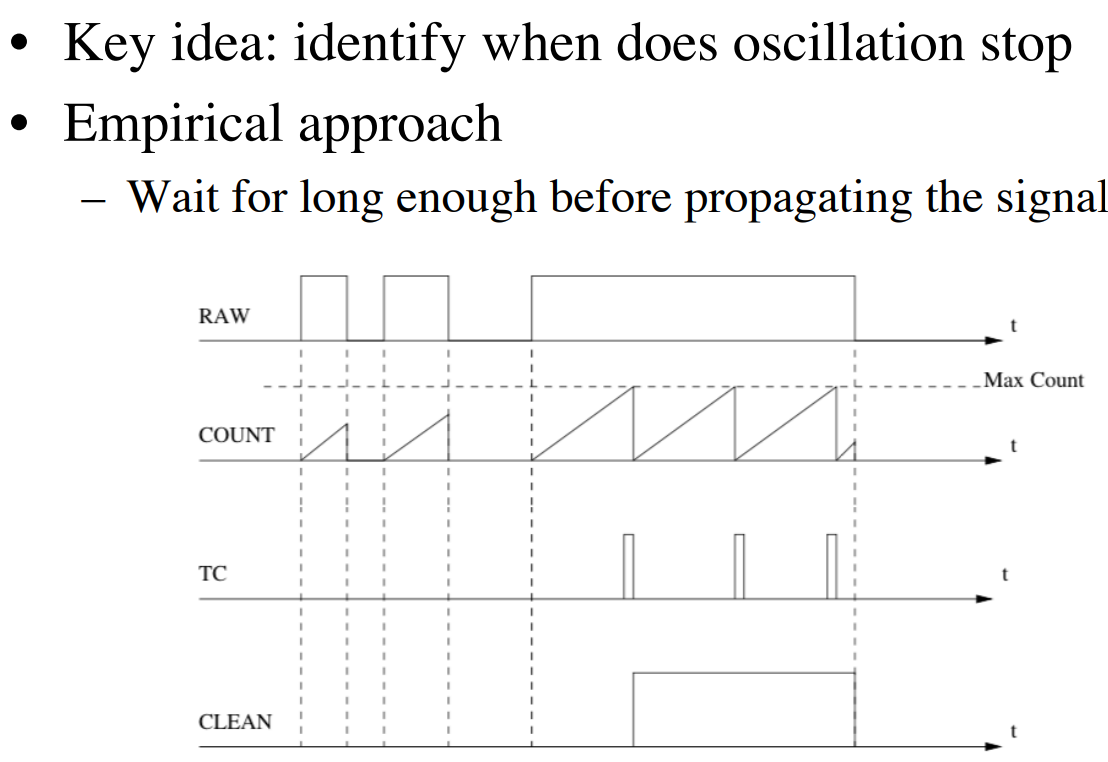 • Key idea: identify when does oscillation stop
• Empirical approach
– Wait for long enough before propagating the signal
RAW
t
Max Count
COUNT
t
TC
t
CLEAN
t